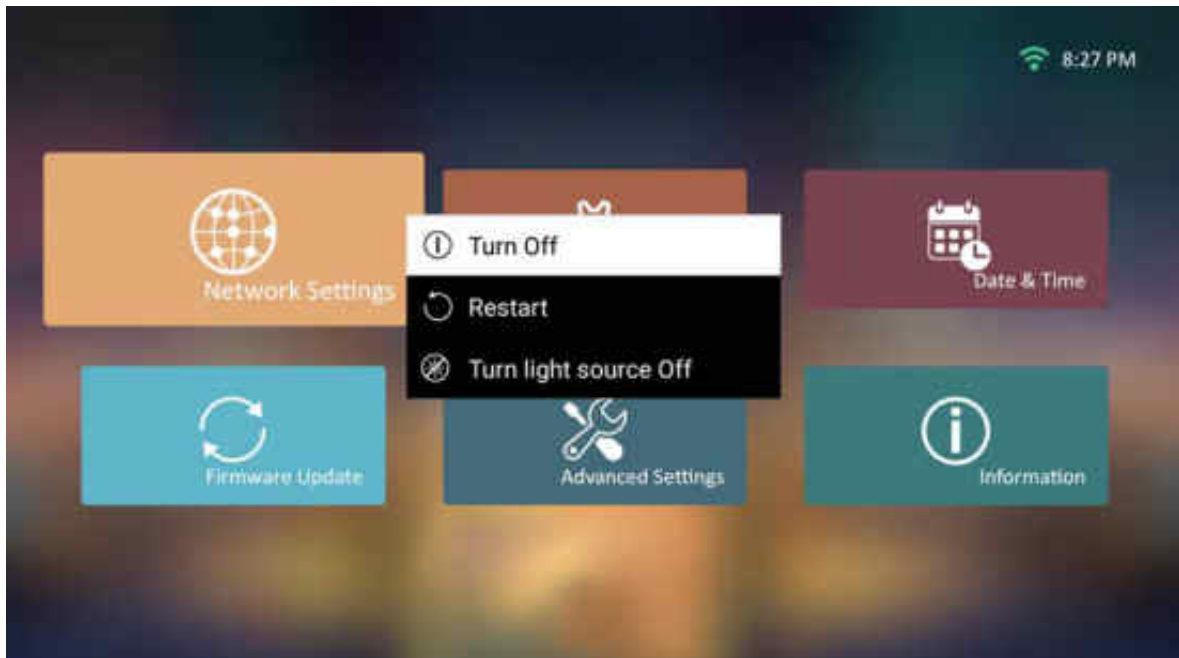 8:27 PM
Turn Off
Network Settings
Restart
Date & Time
Turn light source Off
Firmware Update
Advanced Settings
Information